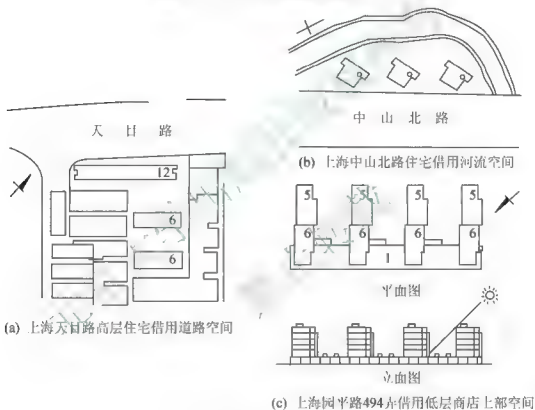 天目路
12
6
6
(a) 上海天目路高层住宅借用道路空间
中山北路
(b) 上海中山北路住宅借用河流空间
5 5 5 5
6 6 6 6
1
平面图
立面图
(c) 上海园平路494弄借用低层商店上部空间